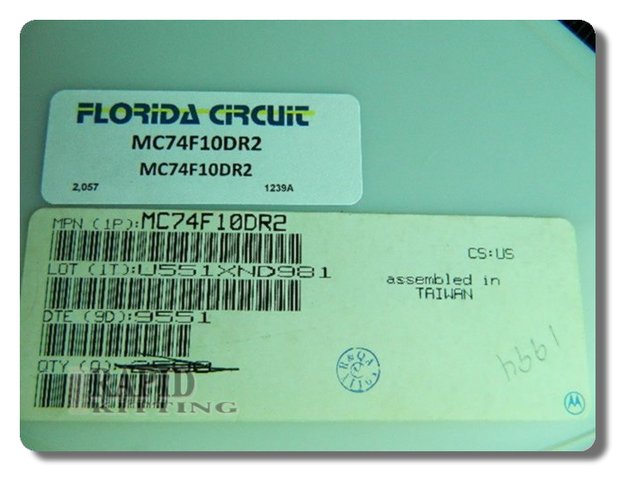 FLORIDA CIRCUIT
MC74F10DR2
MC74F10DR2
2,057 1239A
MPN (1P):MC74F10DR2
CS:US
LOT (1T):U551XND981
assembled in
TAIWAN
DTE (9D):9551
QTY (Q):
RAPID
KITTING